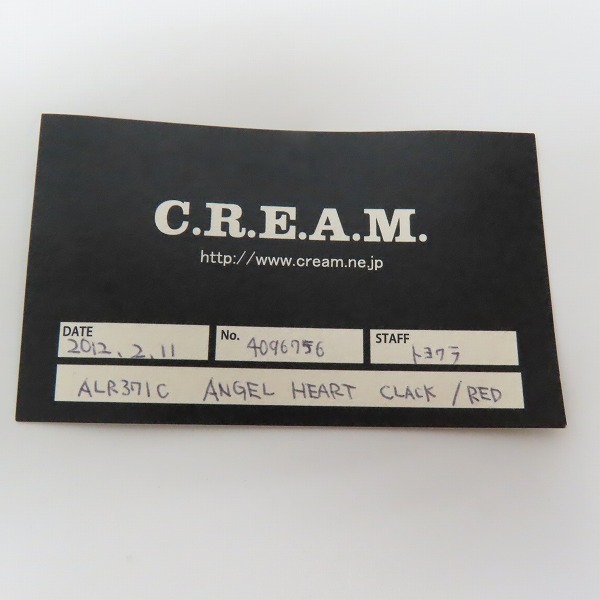 C.R.E.A.M.
http://www.cream.ne.jp
DATE 2012.2.11
No. 4096756
STAFF トヨクラ
ALR371C ANGEL HEART CLACK / RED